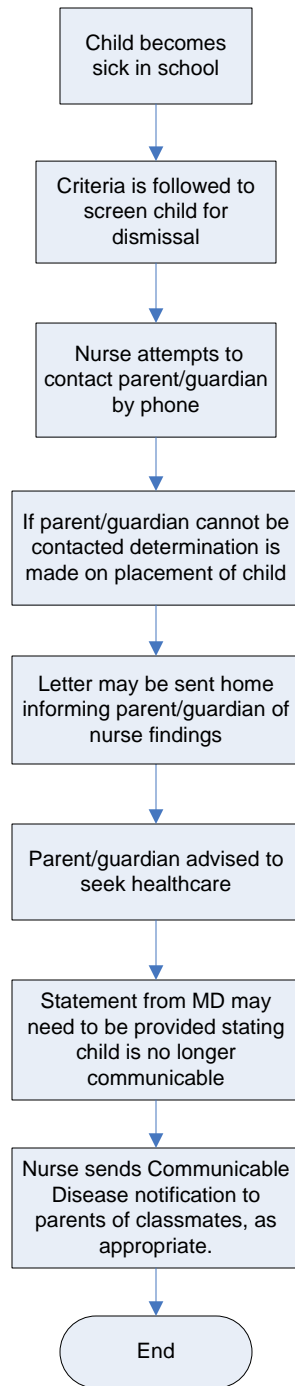 Child becomes
sick in school
Criteria is followed to
screen child for
dismissal
Nurse attempts to
contact parent/guardian
by phone
If parent/guardian cannot be
contacted determination is
made on placement of child
Letter may be sent home
informing parent/guardian of
nurse findings
Parent/guardian advised to
seek healthcare
Statement from MD may
need to be provided stating
child is no longer
communicable
Nurse sends Communicable
Disease notification to
parents of classmates, as
appropriate.
End